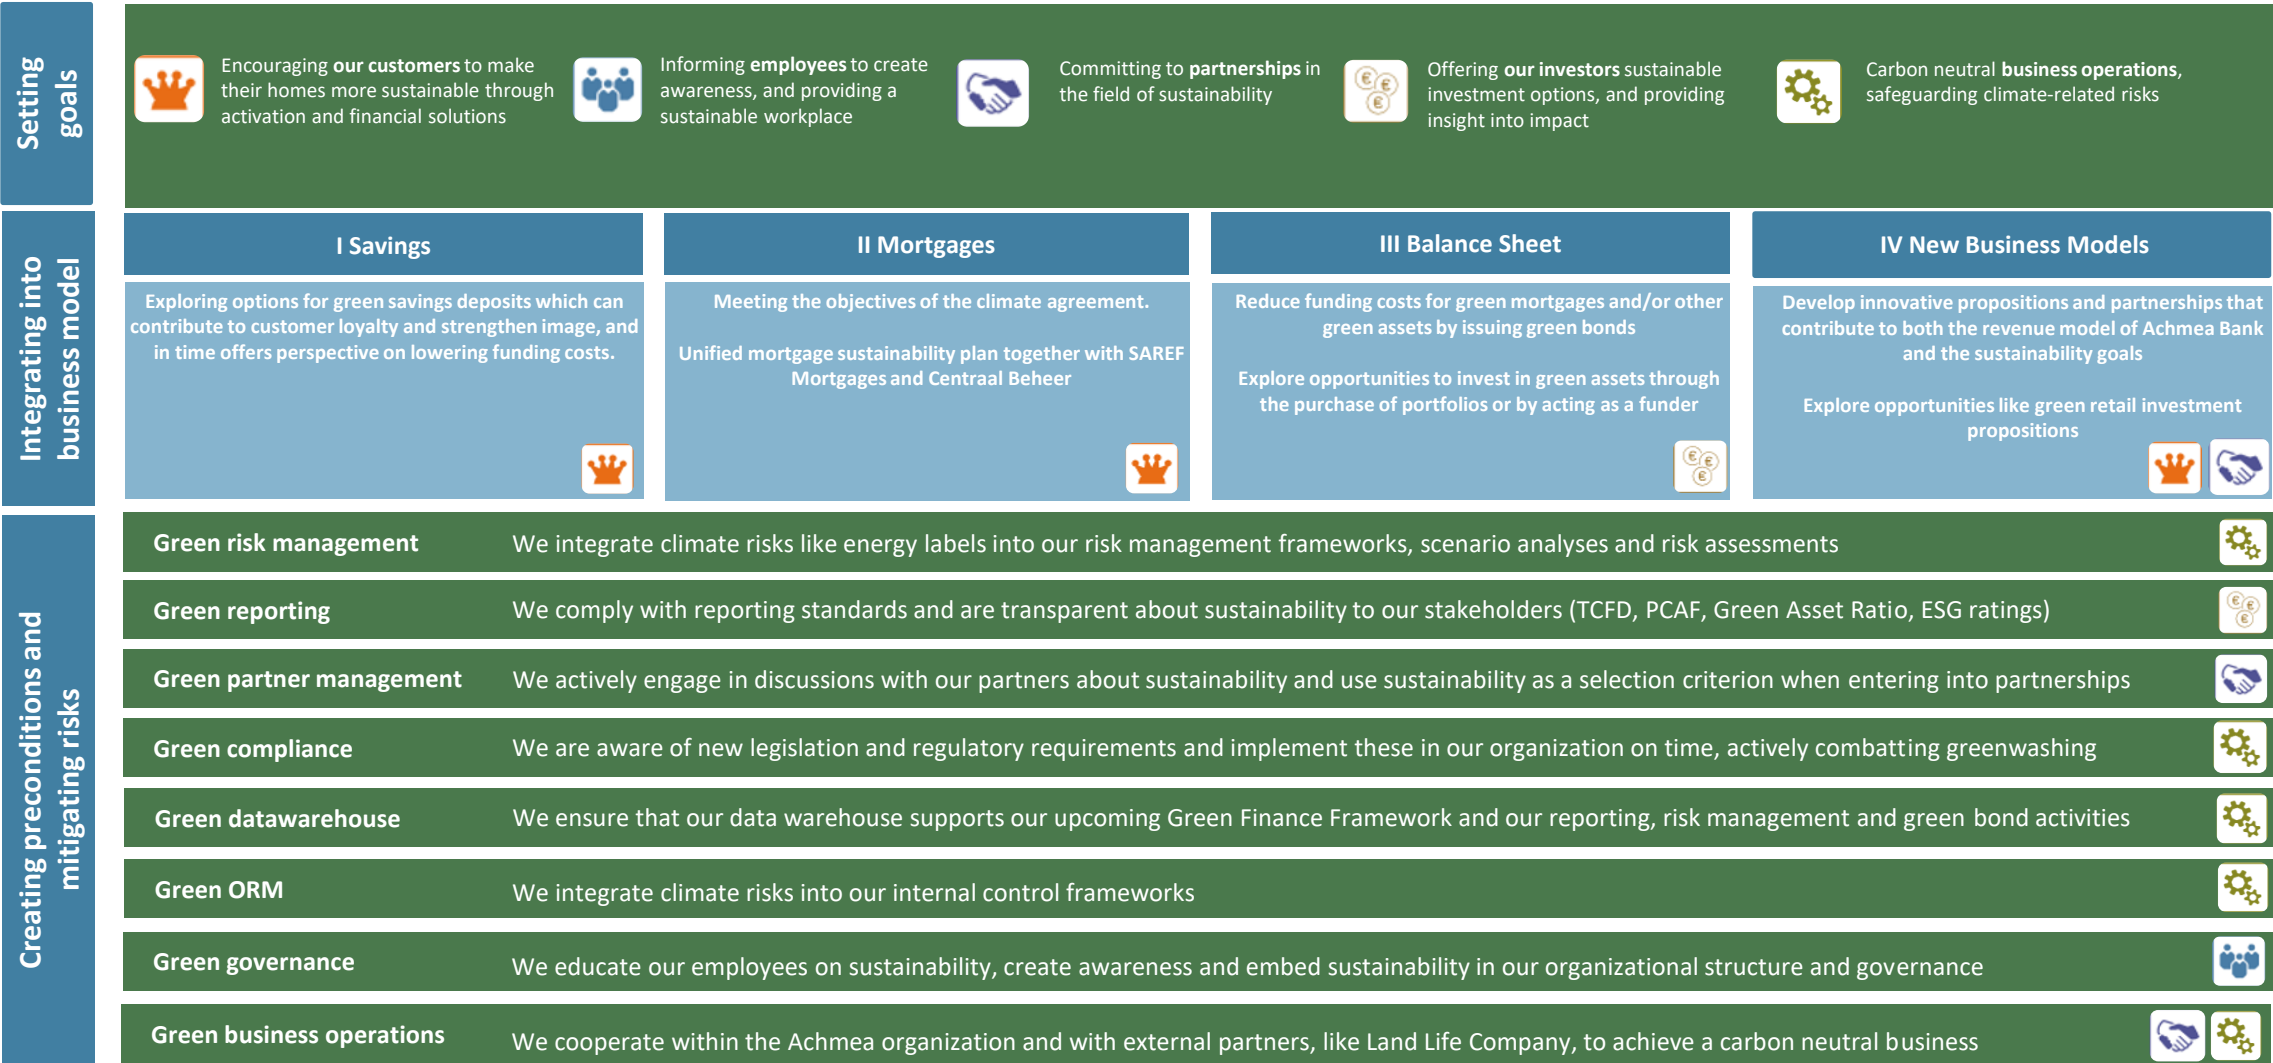 Setting
goals
Encouraging our customers to make
their homes more sustainable through
activation and financial solutions
Informing employees to create
awareness, and providing a
sustainable workplace
Committing to partnerships in
the field of sustainability
Offering our investors sustainable
investment options, and providing
insight into impact
Carbon neutral business operations,
safeguarding climate-related risks
Integrating into
business model
I Savings
Exploring options for green savings deposits which can
contribute to customer loyalty and strengthen image, and
in time offers perspective on lowering funding costs.
II Mortgages
Meeting the objectives of the climate agreement.
Unified mortgage sustainability plan together with SAREF
Mortgages and Centraal Beheer
III Balance Sheet
Reduce funding costs for green mortgages and/or other
green assets by issuing green bonds
Explore opportunities to invest in green assets through
the purchase of portfolios or by acting as a funder
IV New Business Models
Develop innovative propositions and partnerships that
contribute to both the revenue model of Achmea Bank
and the sustainability goals
Explore opportunities like green retail investment
propositions
Creating preconditions and
mitigating risks
Green risk management We integrate climate risks like energy labels into our risk management frameworks, scenario analyses and risk assessments
Green reporting We comply with reporting standards and are transparent about sustainability to our stakeholders (TCFD, PCAF, Green Asset Ratio, ESG ratings)
Green partner management We actively engage in discussions with our partners about sustainability and use sustainability as a selection criterion when entering into partnerships
Green compliance We are aware of new legislation and regulatory requirements and implement these in our organization on time, actively combatting greenwashing
Green datawarehouse We ensure that our data warehouse supports our upcoming Green Finance Framework and our reporting, risk management and green bond activities
Green ORM We integrate climate risks into our internal control frameworks
Green governance We educate our employees on sustainability, create awareness and embed sustainability in our organizational structure and governance
Green business operations We cooperate within the Achmea organization and with external partners, like Land Life Company, to achieve a carbon neutral business